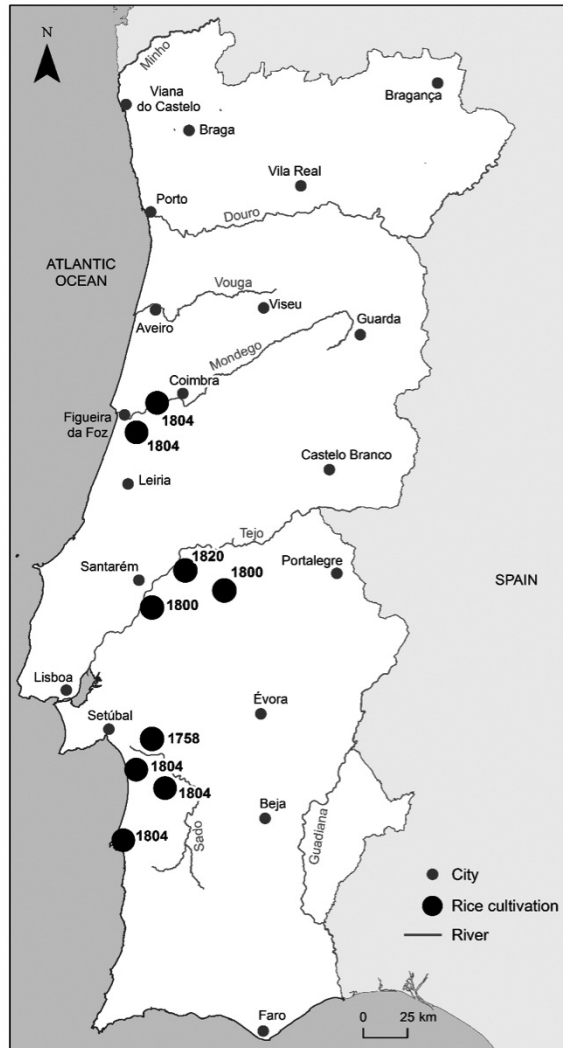 N
Minho
Viana
do Castelo
Bragança
Braga
Vila Real
Porto
Douro
ATLANTIC
OCEAN
Vouga
Aveiro
Viseu
Guarda
Mondego
Coimbra
Figueira
da Foz
1804
1804
Castelo Branco
Leiria
Tejo
1820
Santarém
1800
Portalegre
1800
SPAIN
Lisboa
Setúbal
Évora
1758
1804
1804
Beja
Guadiana
Sado
1804
City
Rice cultivation
River
Faro
0 25 km